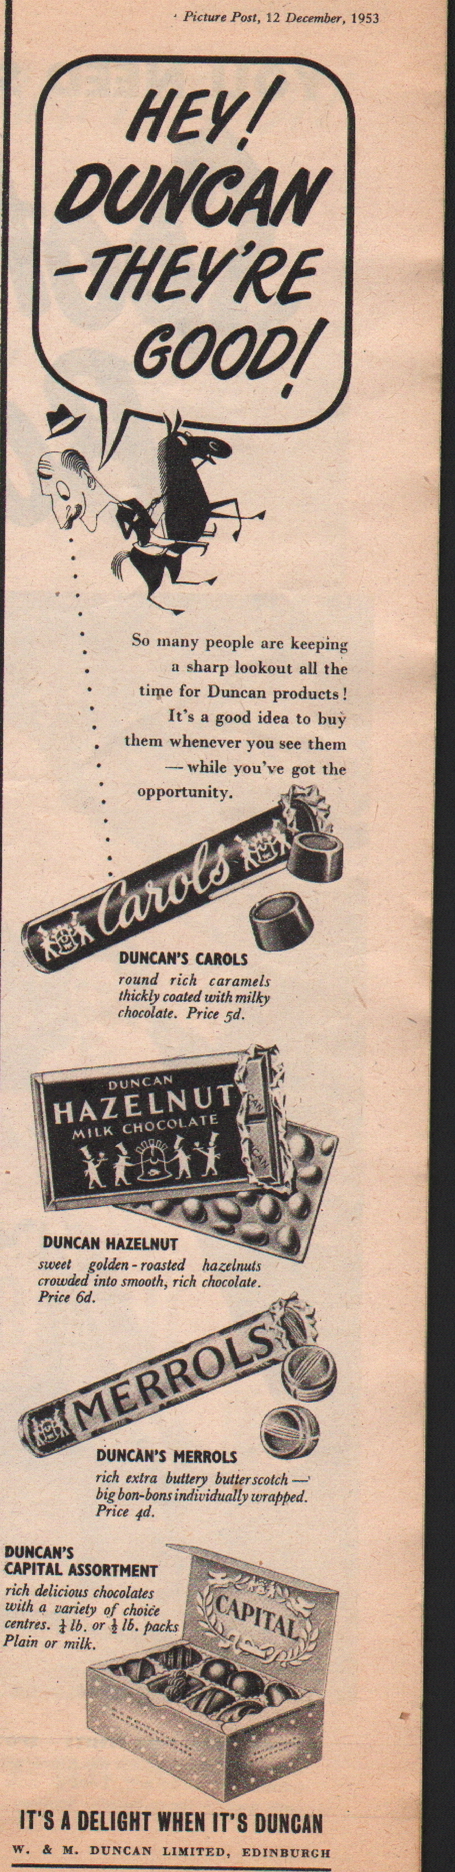 Picture Post, 12 December, 1953
HEY!
DUNCAN
-THEY'RE
GOOD!
So many people are keeping
a sharp lookout all the
time for Duncan products!
It's a good idea to buy
them whenever you see them
— while you've got the
opportunity.
Carols
DUNCAN'S CAROLS
round rich caramels
thickly coated with milky
chocolate. Price 5d.
DUNCAN
HAZELNUT
MILK CHOCOLATE
CAN
CAN
DUNCAN HAZELNUT
sweet golden-roasted hazelnuts
crowded into smooth, rich chocolate.
Price 6d.
MERROLS
DUNCAN'S MERROLS
rich extra buttery butterscotch —
big bon-bons individually wrapped.
Price 4d.
DUNCAN'S
CAPITAL ASSORTMENT
rich delicious chocolates
with a variety of choice
centres. ¼ lb. or ½ lb. packs
Plain or milk.
CAPITAL
IT'S A DELIGHT WHEN IT'S DUNCAN
W. & M. DUNCAN LIMITED, EDINBURGH